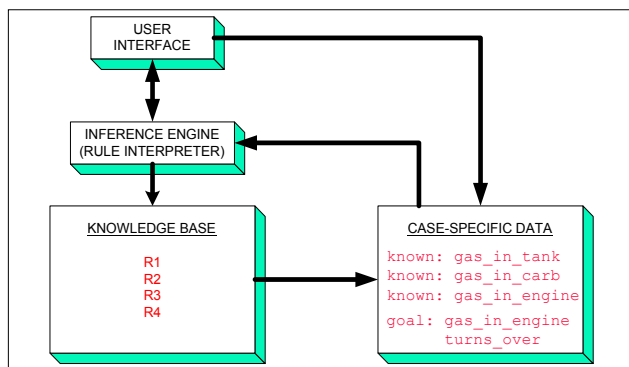 USER
INTERFACE
INFERENCE ENGINE
(RULE INTERPRETER)
KNOWLEDGE BASE
R1
R2
R3
R4
CASE-SPECIFIC DATA
known: gas_in_tank
known: gas_in_carb
known: gas_in_engine
goal: gas_in_engine
turns_over